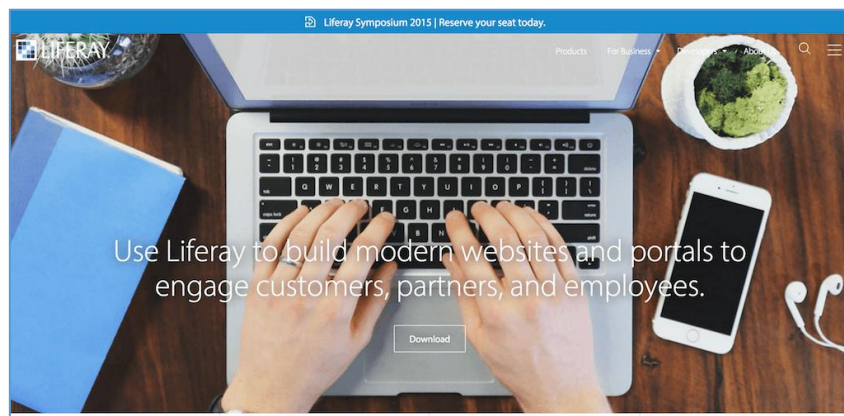 Liferay Symposium 2015 | Reserve your seat today.
LIFERAY.
Products For Business Developers About
Use Liferay to build modern websites and portals to
engage customers, partners, and employees.
Download